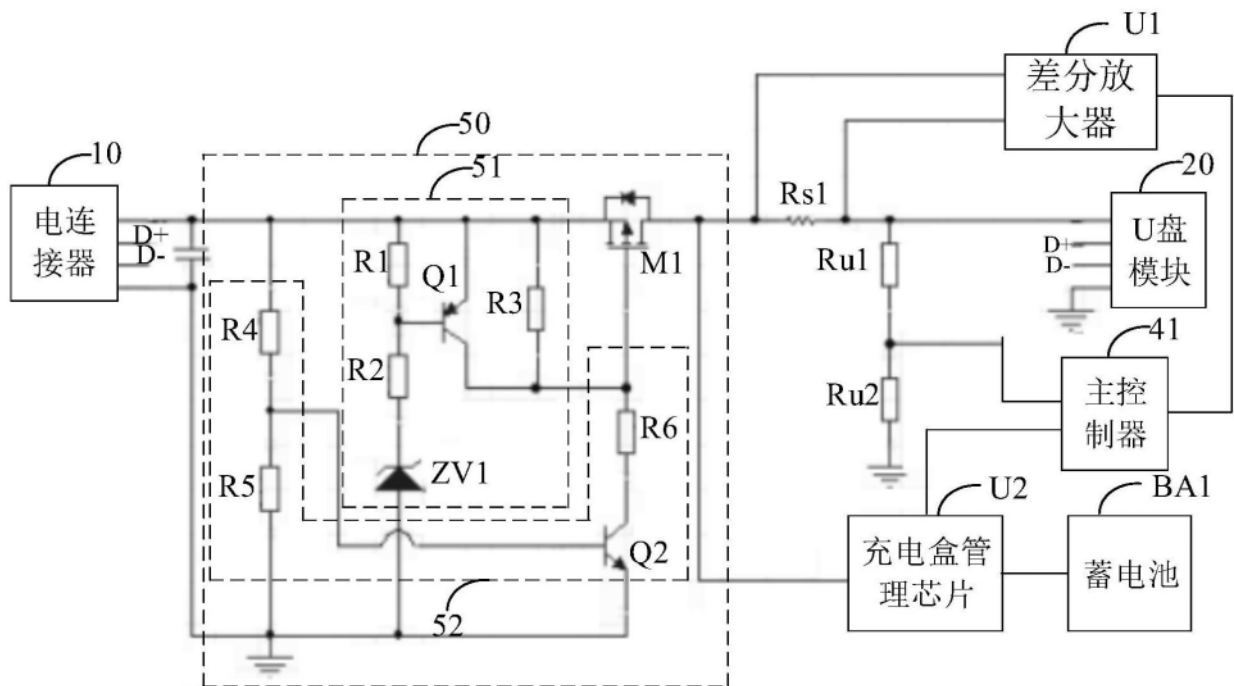 U1
差分放
大器
50
10
51
20
电连
接器
D+
D-
Rs1
U盘
模块
D+
D-
R1
Q1
R3
M1
Ru1
R4
R2
41
Ru2
主控
制器
R6
R5
ZV1
U2
BA1
Q2
充电盒管
理芯片
蓄电池
52